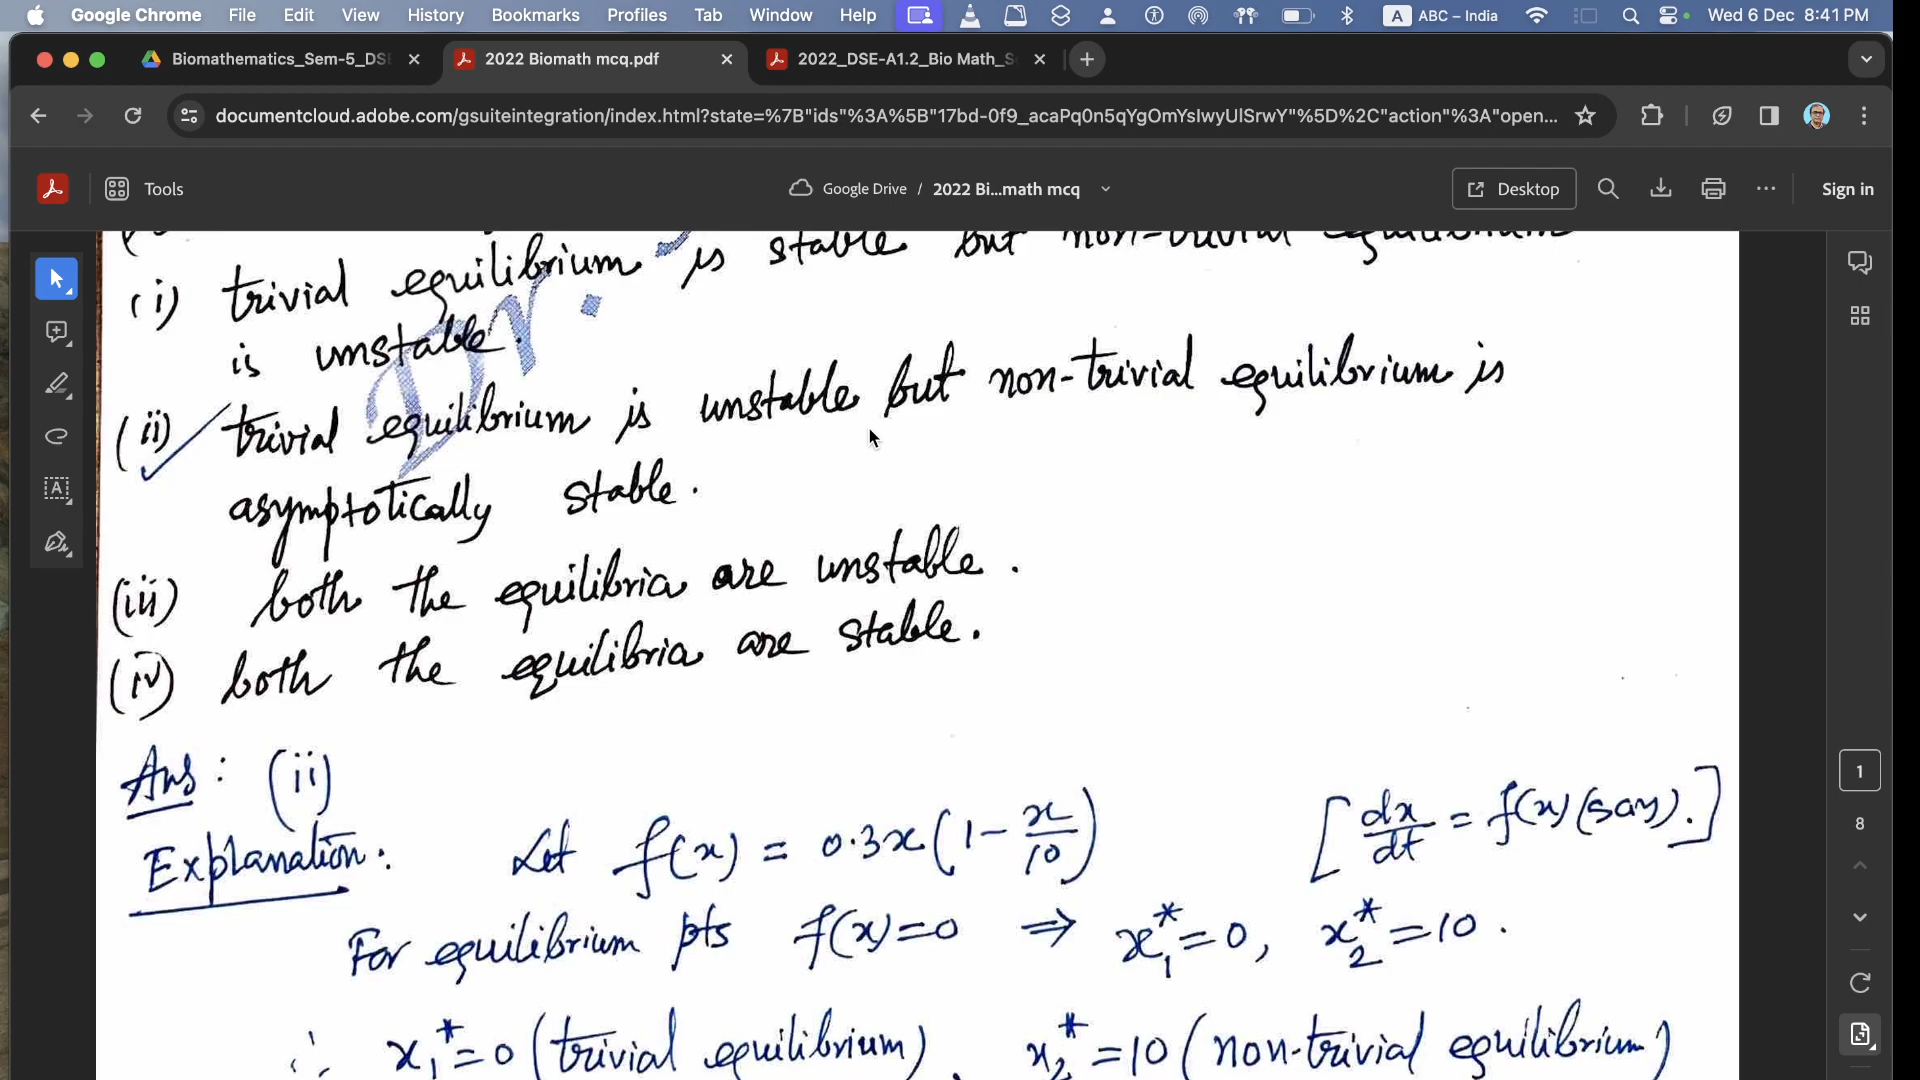 Google Chrome File Edit View History Bookmarks Profiles Tab Window Help A ABC – India Wed 6 Dec 8:41 PM
Biomathematics_Sem-5_DS 2022 Biomath mcq.pdf 2022_DSE-A1.2_Bio Math_S
documentcloud.adobe.com/gsuiteintegration/index.html?state=%7B"ids"%3A%5B"17bd-0f9_acaPq0n5qYgOmYsIwyUlSrwY"%5D%2C"action"%3A"open...
Tools Google Drive / 2022 Bi...math mcq Desktop Sign in
(i) trivial equilibrium is stable but non-trivial equilibrium
is unstable.
Dr.
(ii) trivial equilibrium is unstable but non-trivial equilibrium is
asymptotically stable.
(iii) both the equilibria are unstable.
(iv) both the equilibria are stable.
Ans: (ii)
Explanation: Let f(x) = 0.3x(1 - x/10) [dx/dt = f(x) (say).]
For equilibrium pts f(x)=0 ⇒ x₁*=0, x₂*=10.
∴ x₁*=0 (trivial equilibrium), x₂*=10 (non-trivial equilibrium)
1
8